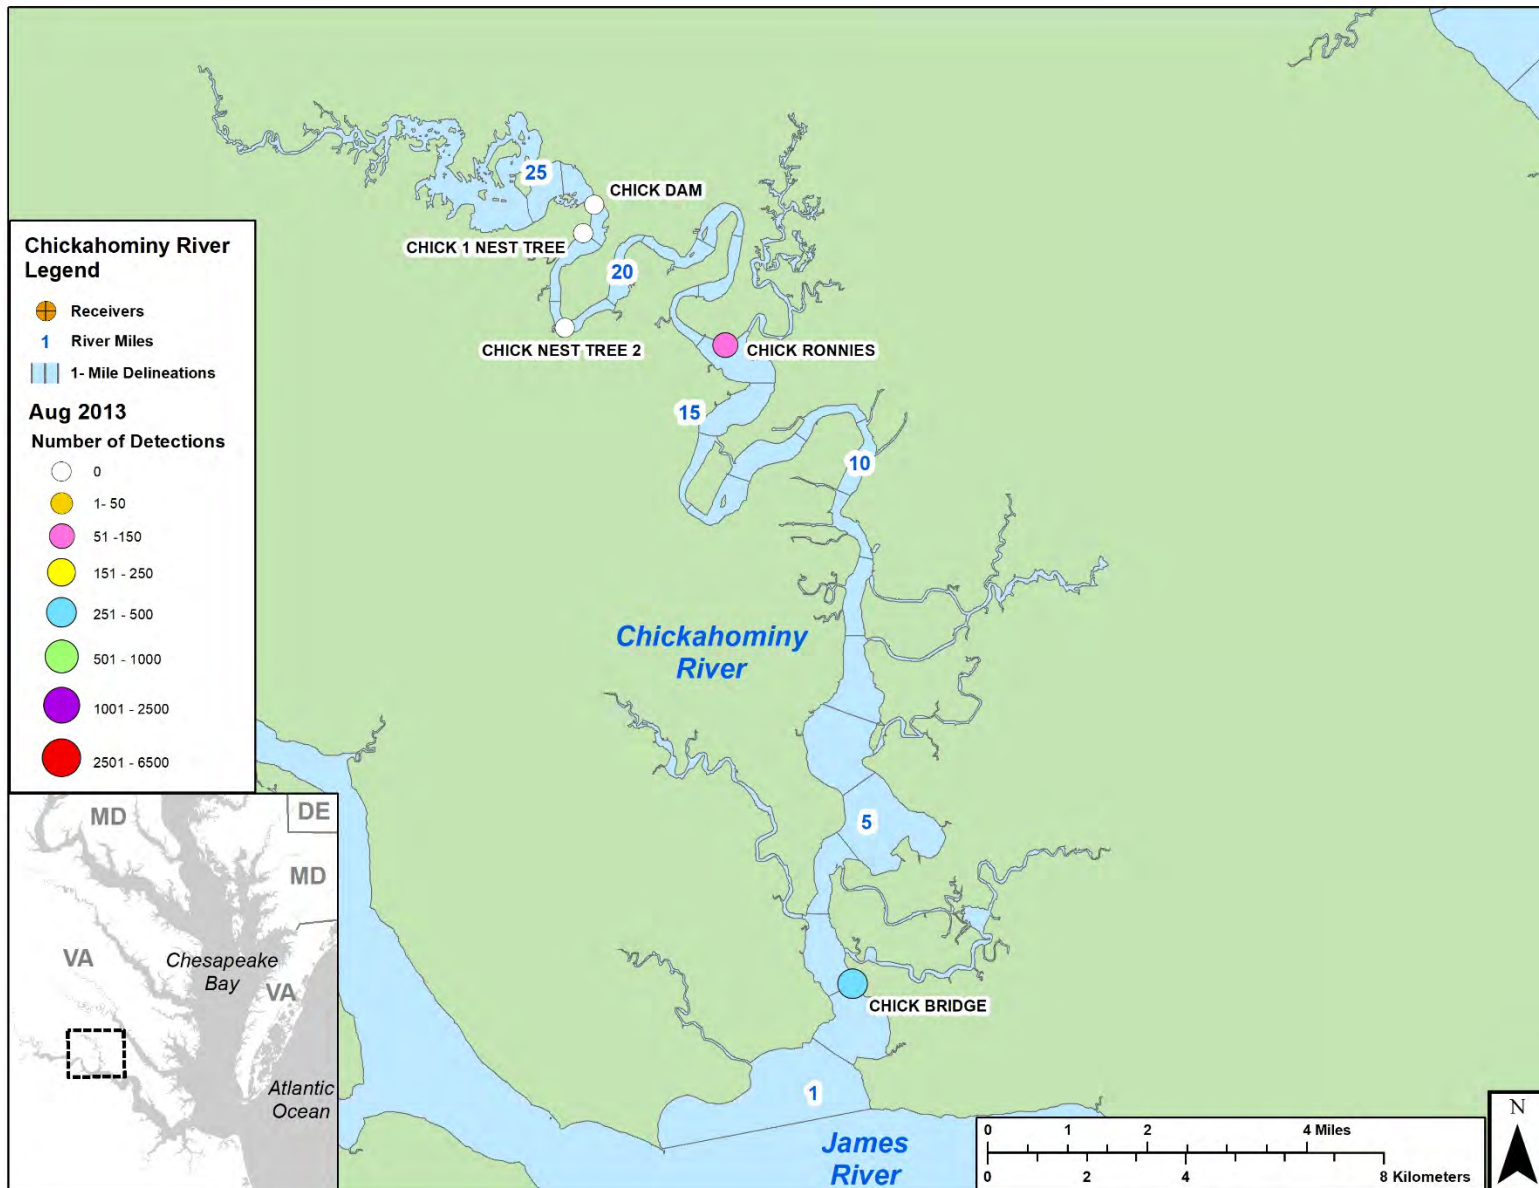 25
CHICK DAM
CHICK 1 NEST TREE
20
CHICK NEST TREE 2
CHICK RONNIES
15
10
Chickahominy
River
5
CHICK BRIDGE
1
James
River
Chickahominy River
Legend
Receivers
1 River Miles
1- Mile Delineations
Aug 2013
Number of Detections
0
1- 50
51 -150
151 - 250
251 - 500
501 - 1000
1001 - 2500
2501 - 6500
MD
DE
MD
VA
Chesapeake
Bay
VA
Atlantic
Ocean
0 1 2 4 Miles
0 2 4 8 Kilometers
N